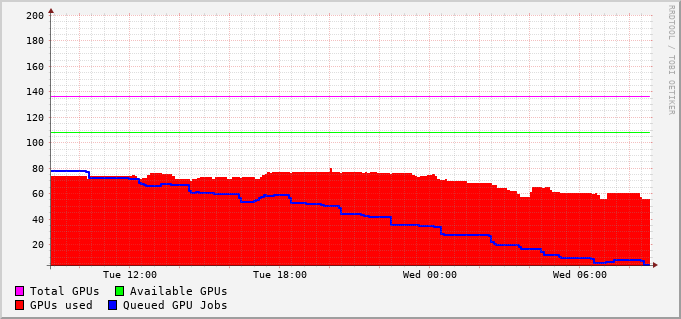 200
180
160
140
120
100
80
60
40
20
Tue 12:00 Tue 18:00 Wed 00:00 Wed 06:00
Total GPUs Available GPUs
GPUs used Queued GPU Jobs
RRDTOOL / TOBI OETIKER